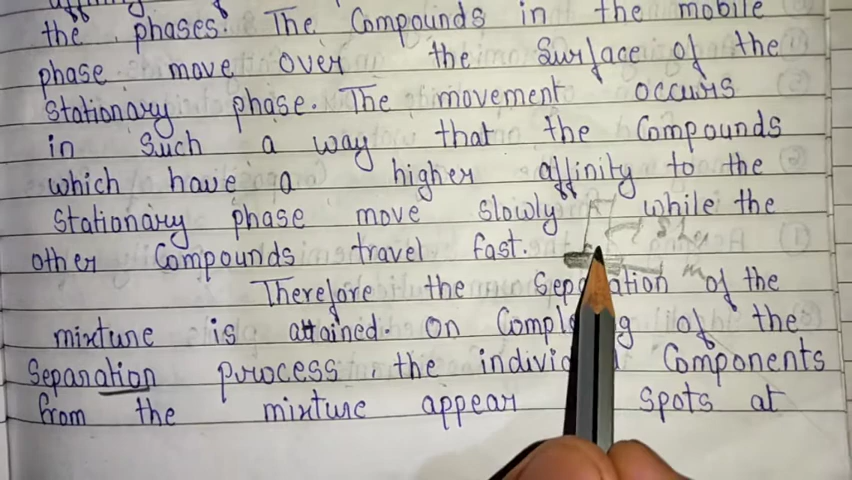 the phases. The Compounds in the mobile
phase move over the Surface of the
Stationary phase. The movement occurs
in Such a way that the Compounds
which have a higher affinity to the
Stationary phase move slowly while the
other Compounds travel fast.
Therefore the of the
mixture is attained. On of the
Separation process, the Components
from the mixture appear spots at